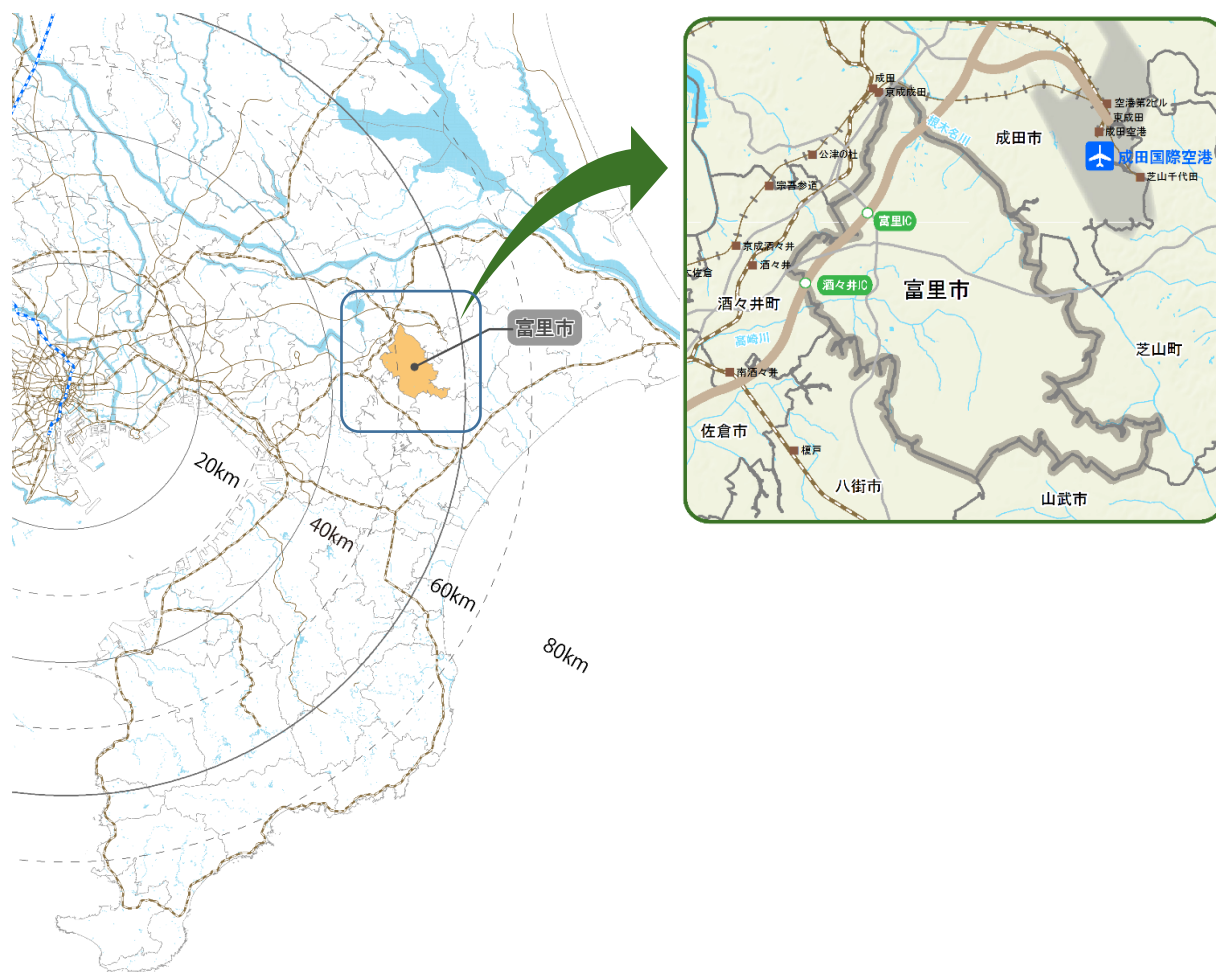 富里市
20km
40km
60km
80km
成田
京成成田
空港第2ビル
東成田
成田空港
成田国際空港
芝山千代田
成田市
根木名川
公津の杜
宗吾参道
富里IC
京成酒々井
酒々井
佐倉
酒々井IC
富里市
酒々井町
高崎川
芝山町
南酒々井
佐倉市
榎戸
八街市
山武市